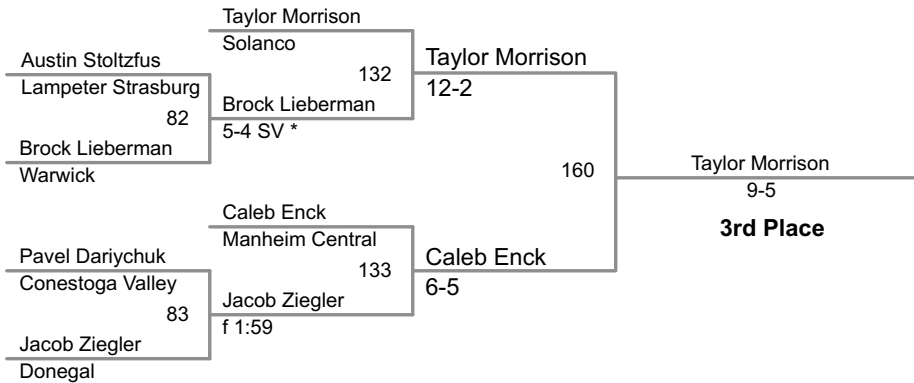 Taylor Morrison
Solanco
Austin Stoltzfus
Lampeter Strasburg
132
Taylor Morrison
12-2
82
Brock Lieberman
5-4 SV *
Brock Lieberman
Warwick
160
Taylor Morrison
9-5
3rd Place
Caleb Enck
Manheim Central
Pavel Dariychuk
Conestoga Valley
133
Caleb Enck
6-5
83
Jacob Ziegler
f 1:59
Jacob Ziegler
Donegal